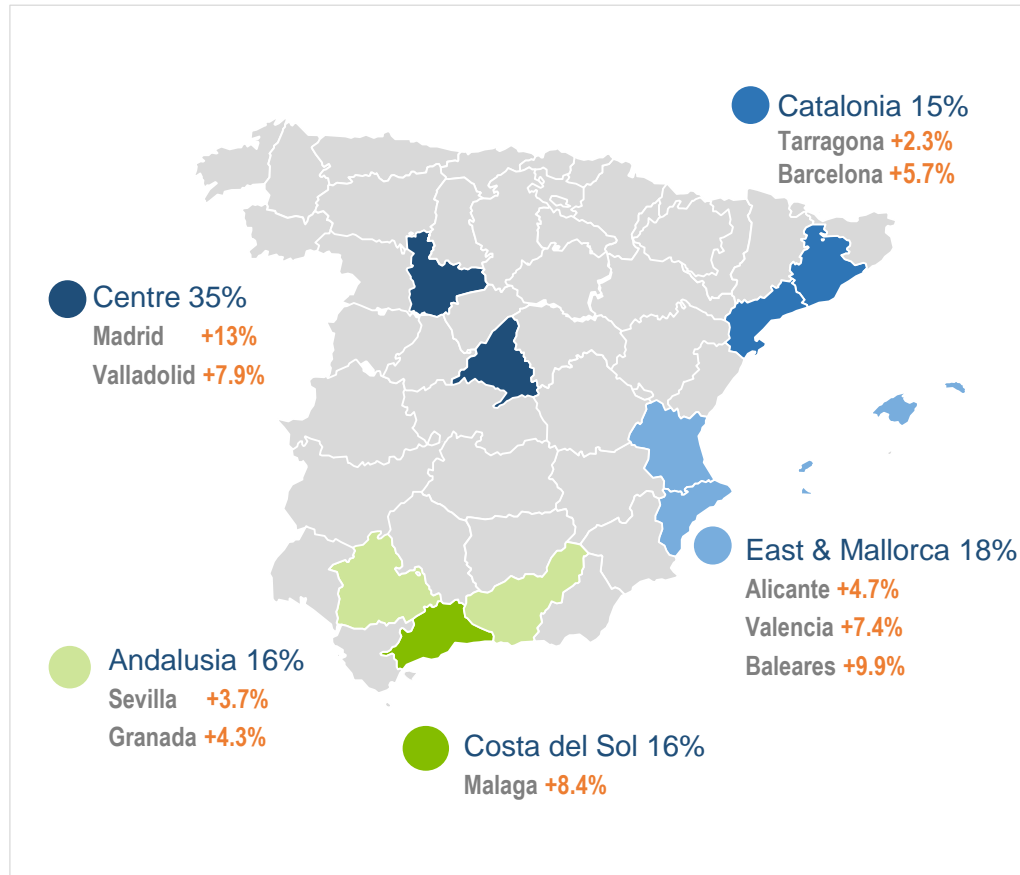 Catalonia 15%
Tarragona +2.3%
Barcelona +5.7%
Centre 35%
Madrid +13%
Valladolid +7.9%
East & Mallorca 18%
Alicante +4.7%
Valencia +7.4%
Baleares +9.9%
Andalusia 16%
Sevilla +3.7%
Granada +4.3%
Costa del Sol 16%
Malaga +8.4%